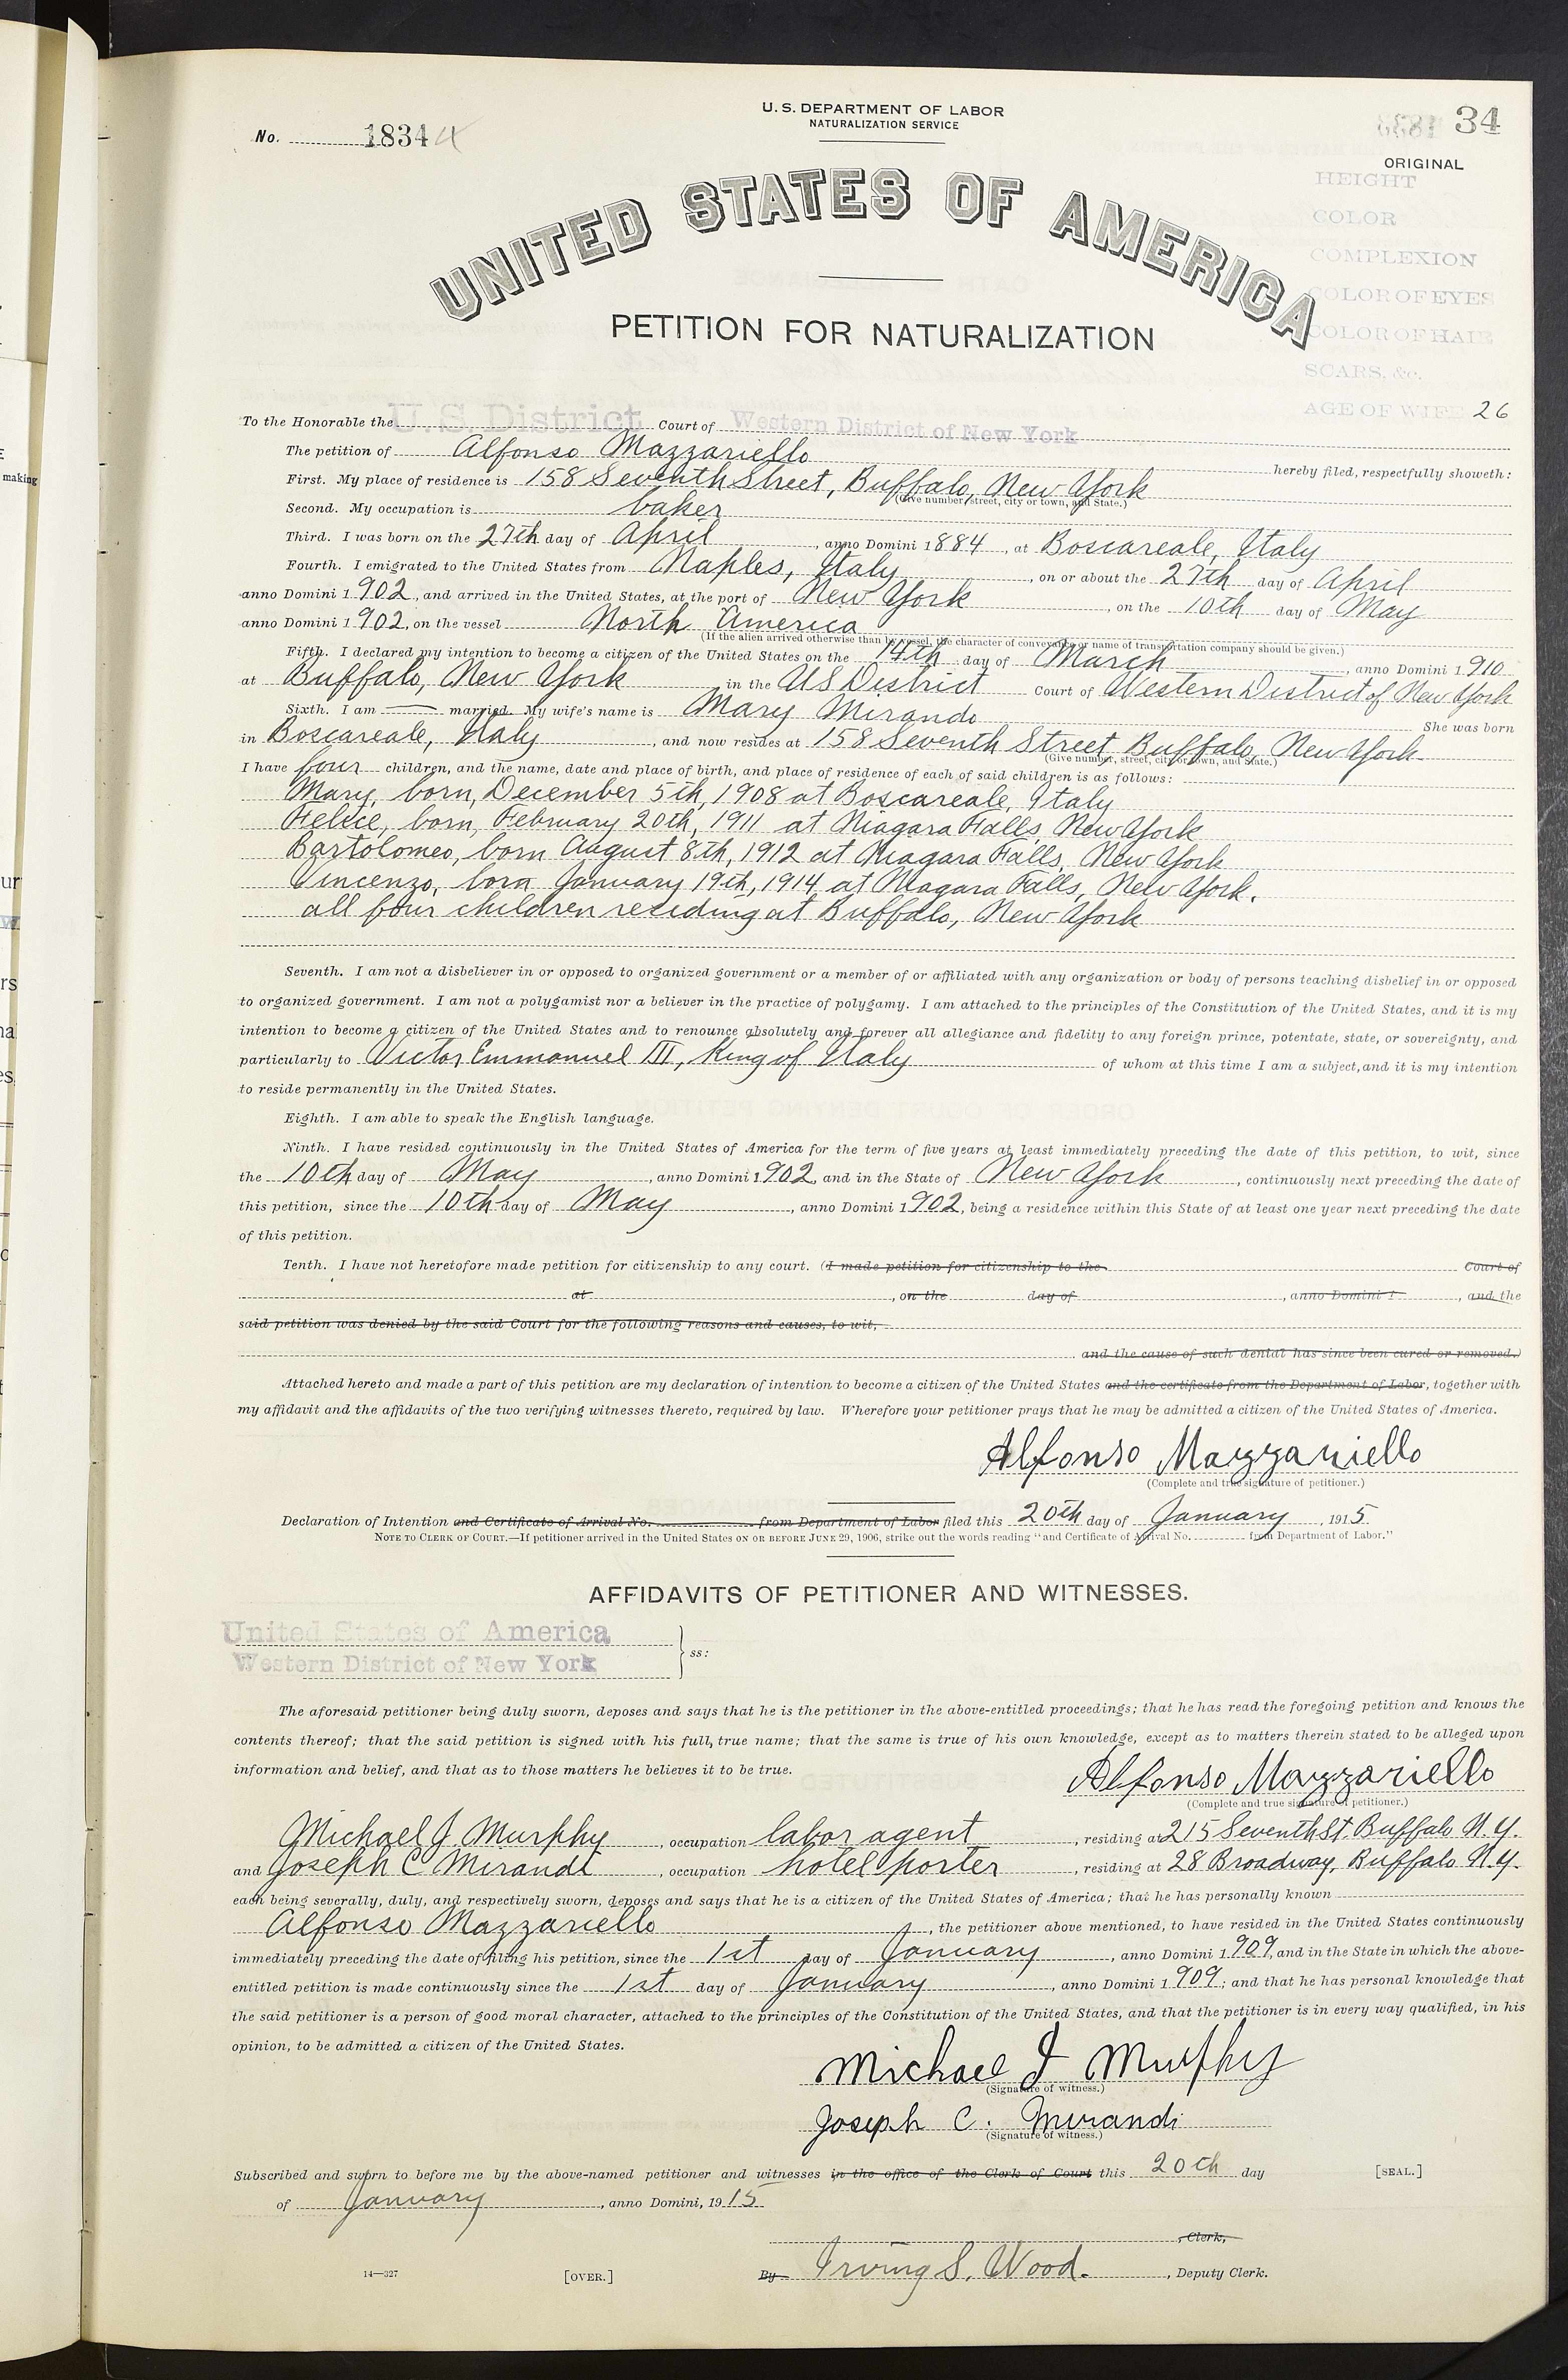 U. S. DEPARTMENT OF LABOR
NATURALIZATION SERVICE
No. 18344
34
ORIGINAL
HEIGHT
COLOR
COMPLEXION
COLOR OF EYES
COLOR OF HAIR
SCARS, &c.
AGE OF WIFE 26
UNITED STATES OF AMERICA
PETITION FOR NATURALIZATION
To the Honorable the U.S. District Court of Western District of New York
The petition of Alfonso Mazzariello hereby filed, respectfully showeth:
First. My place of residence is 158 Seventh Street, Buffalo, New York
(Give number, street, city or town, and State.)
Second. My occupation is baker
Third. I was born on the 27th day of April, anno Domini 1884, at Boscareale, Italy
Fourth. I emigrated to the United States from Naples, Italy, on or about the 27th day of April
anno Domini 1902, and arrived in the United States, at the port of New York, on the 10th day of May
anno Domini 1902, on the vessel North America
(If the alien arrived otherwise than by vessel, the character of conveyance or name of transportation company should be given.)
Fifth. I declared my intention to become a citizen of the United States on the 14th day of March, anno Domini 1910
at Buffalo, New York in the US District Court of Western District of New York
Sixth. I am married. My wife's name is Mary Mirando She was born
in Boscareale, Italy, and now resides at 158 Seventh Street Buffalo, New York
(Give number, street, city or town, and State.)
I have four children, and the name, date and place of birth, and place of residence of each of said children is as follows:
Mary, born, December 5th, 1908 at Boscareale, Italy
Felice, born, February 20th, 1911 at Niagara Falls, New York
Bartolomeo, born August 8th, 1912 at Niagara Falls, New York
Vincenzo, born January 19th, 1914 at Niagara Falls, New York.
all four children residing at Buffalo, New York
Seventh. I am not a disbeliever in or opposed to organized government or a member of or affiliated with any organization or body of persons teaching disbelief in or opposed
to organized government. I am not a polygamist nor a believer in the practice of polygamy. I am attached to the principles of the Constitution of the United States, and it is my
intention to become a citizen of the United States and to renounce absolutely and forever all allegiance and fidelity to any foreign prince, potentate, state, or sovereignty, and
particularly to Victor Emmanuel III, King of Italy of whom at this time I am a subject, and it is my intention
to reside permanently in the United States.
Eighth. I am able to speak the English language.
Ninth. I have resided continuously in the United States of America for the term of five years at least immediately preceding the date of this petition, to wit, since
the 10th day of May, anno Domini 1902, and in the State of New York, continuously next preceding the date of
this petition, since the 10th day of May, anno Domini 1902, being a residence within this State of at least one year next preceding the date
of this petition.
Tenth. I have not heretofore made petition for citizenship to any court. (I made petition for citizenship to the Court of
at , on the day of , anno Domini 1 , and the
said petition was denied by the said Court for the following reasons and causes, to wit,
and the cause of such denial has since been cured or removed.)
Attached hereto and made a part of this petition are my declaration of intention to become a citizen of the United States and the certificate from the Department of Labor, together with
my affidavit and the affidavits of the two verifying witnesses thereto, required by law. Wherefore your petitioner prays that he may be admitted a citizen of the United States of America.
Alfonso Mazzariello
(Complete and true signature of petitioner.)
Declaration of Intention and Certificate of Arrival No. from Department of Labor filed this 20th day of January, 1915
NOTE TO CLERK OF COURT.—If petitioner arrived in the United States ON OR BEFORE JUNE 29, 1906, strike out the words reading "and Certificate of Arrival No. from Department of Labor."
AFFIDAVITS OF PETITIONER AND WITNESSES.
United States of America
Western District of New York
ss:
The aforesaid petitioner being duly sworn, deposes and says that he is the petitioner in the above-entitled proceedings; that he has read the foregoing petition and knows the
contents thereof; that the said petition is signed with his full, true name; that the same is true of his own knowledge, except as to matters therein stated to be alleged upon
information and belief, and that as to those matters he believes it to be true.
Alfonso Mazzariello
(Complete and true signature of petitioner.)
Michael J Murphy, occupation labor agent, residing at 215 Seventh St. Buffalo N.Y.
and Joseph C Mirandi, occupation hotel porter, residing at 28 Broadway, Buffalo N.Y.
each being severally, duly, and respectively sworn, deposes and says that he is a citizen of the United States of America; that he has personally known
Alfonso Mazzariello, the petitioner above mentioned, to have resided in the United States continuously
immediately preceding the date of filing his petition, since the 1st day of January, anno Domini 1909, and in the State in which the above-
entitled petition is made continuously since the 1st day of January, anno Domini 1909; and that he has personal knowledge that
the said petitioner is a person of good moral character, attached to the principles of the Constitution of the United States, and that the petitioner is in every way qualified, in his
opinion, to be admitted a citizen of the United States.
Michael J Murphy
(Signature of witness.)
Joseph C. Mirandi
(Signature of witness.)
Subscribed and sworn to before me by the above-named petitioner and witnesses in the office of the Clerk of Court this 20th day
[SEAL.]
of January, anno Domini, 1915
, Clerk,
By Irving S. Wood., Deputy Clerk.
14—327
[OVER.]